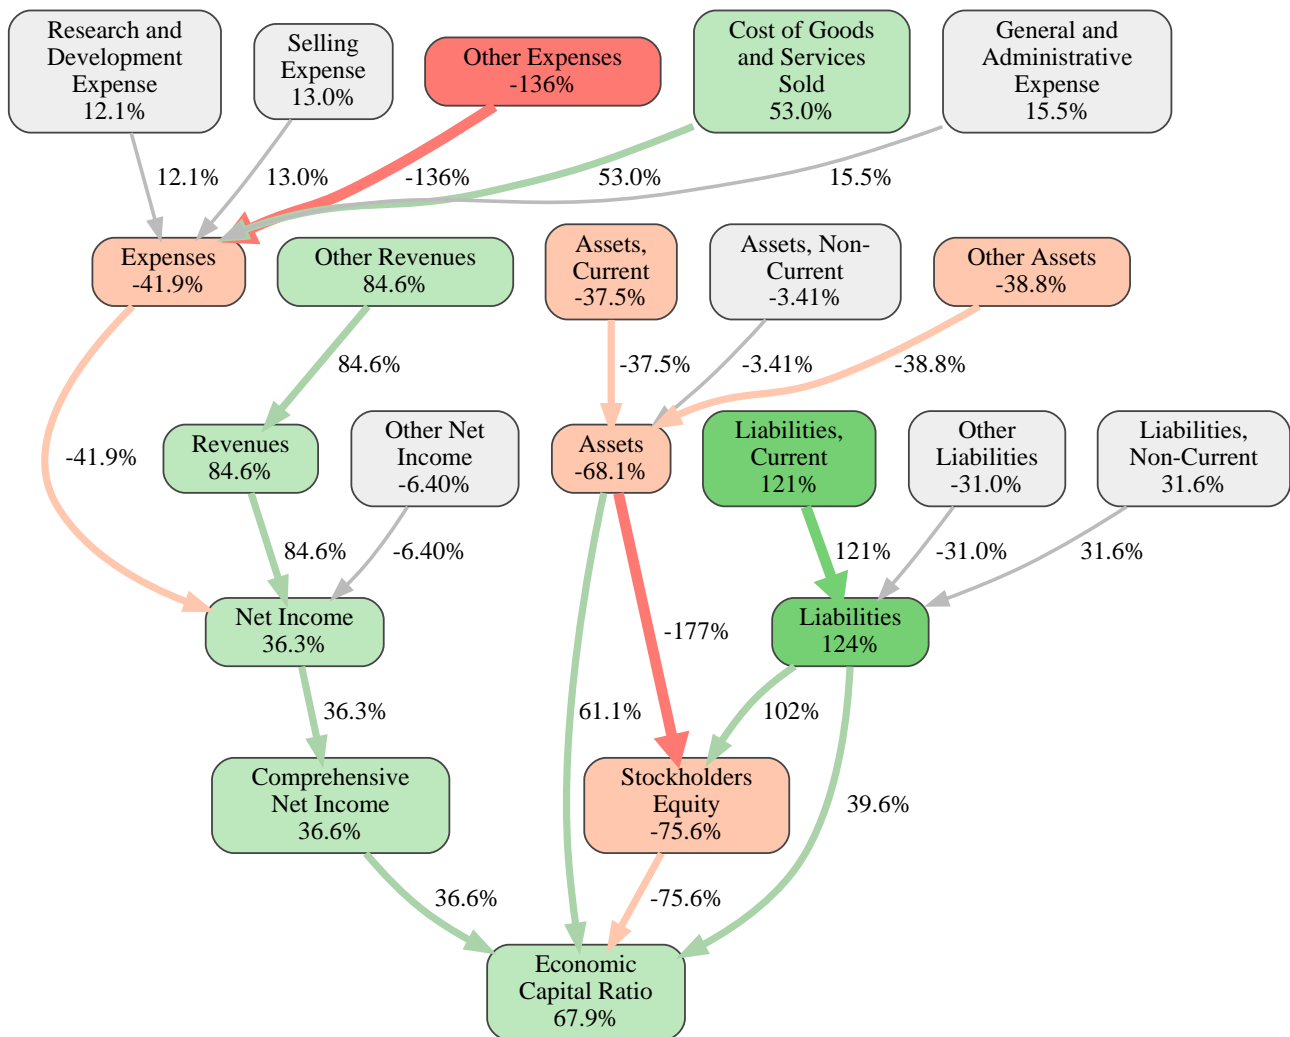 Research and
Development
Expense
12.1%
Selling
Expense
13.0%
Other Expenses
-136%
Cost of Goods
and Services
Sold
53.0%
General and
Administrative
Expense
15.5%
12.1%
13.0%
-136%
53.0%
15.5%
Expenses
-41.9%
Other Revenues
84.6%
Assets,
Current
-37.5%
Assets, Non-
Current
-3.41%
Other Assets
-38.8%
84.6%
-37.5%
-3.41%
-38.8%
-41.9%
Revenues
84.6%
Other Net
Income
-6.40%
Assets
-68.1%
Liabilities,
Current
121%
Other
Liabilities
-31.0%
Liabilities,
Non-Current
31.6%
84.6%
-6.40%
121%
-31.0%
31.6%
Net Income
36.3%
-177%
Liabilities
124%
36.3%
61.1%
102%
Comprehensive
Net Income
36.6%
Stockholders
Equity
-75.6%
39.6%
36.6%
-75.6%
Economic
Capital Ratio
67.9%